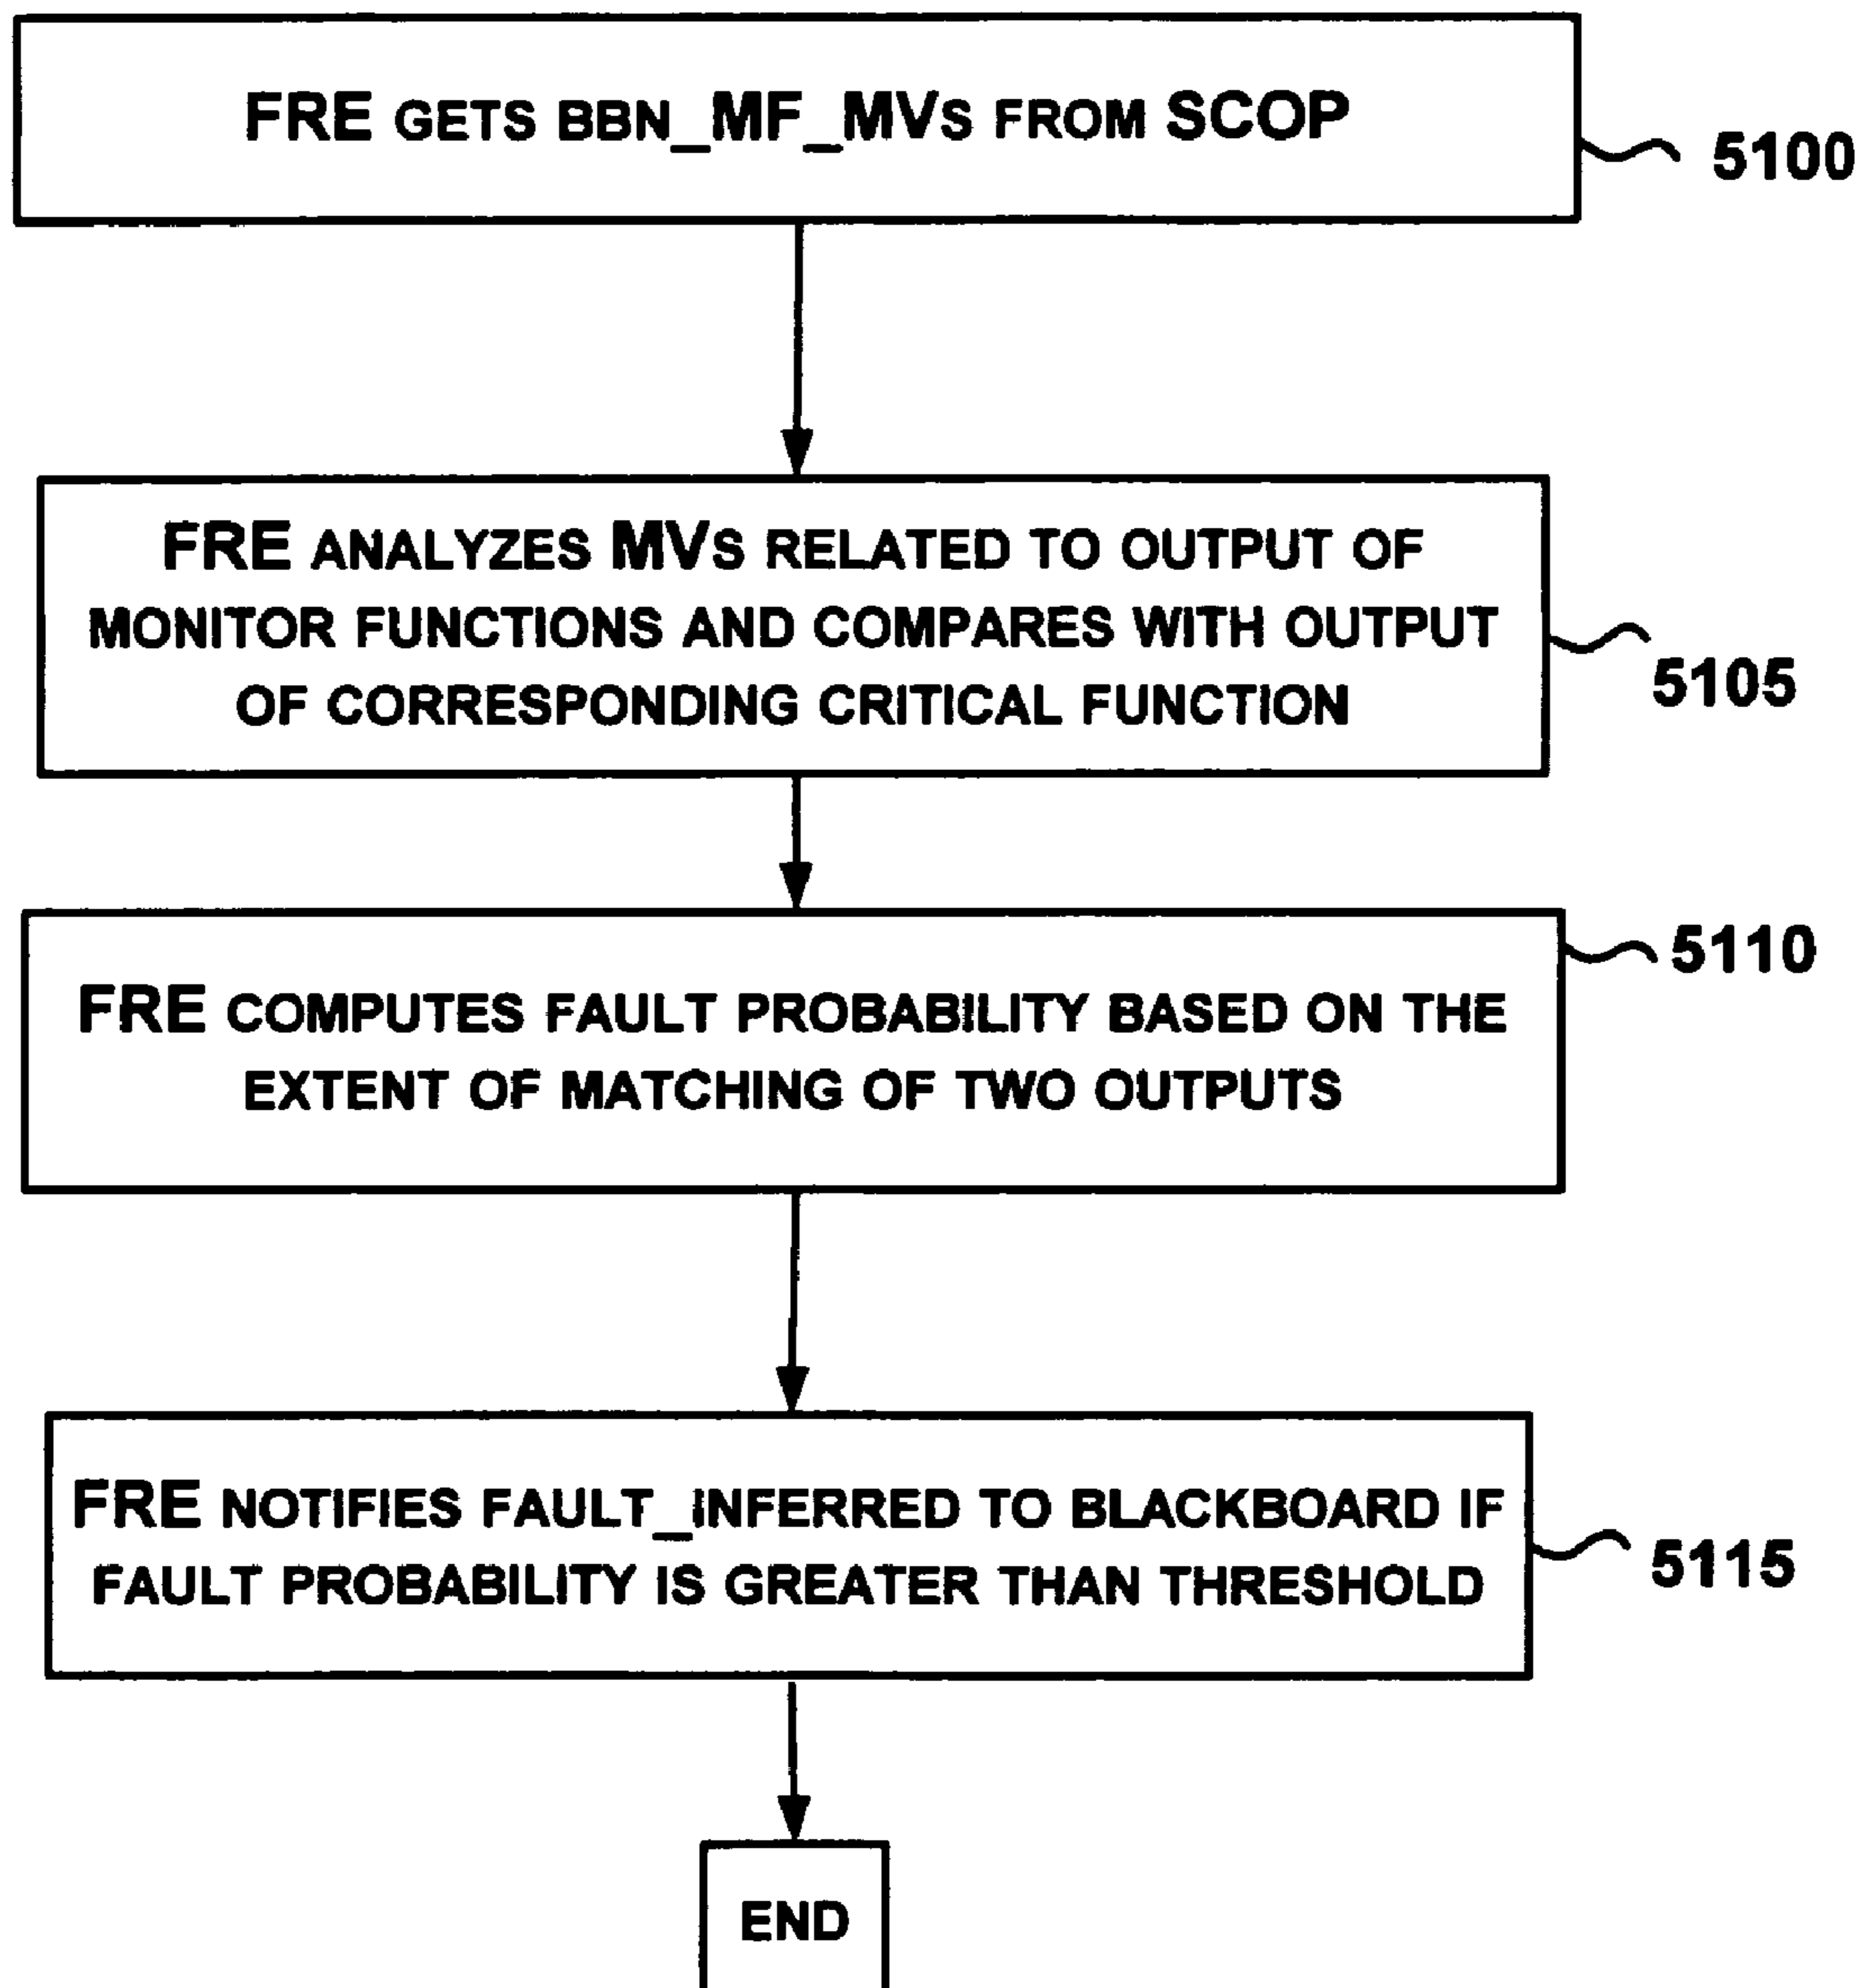 FRE GETS BBN_MF_MVS FROM SCOP
5100
FRE ANALYZES MVS RELATED TO OUTPUT OF
MONITOR FUNCTIONS AND COMPARES WITH OUTPUT
OF CORRESPONDING CRITICAL FUNCTION
5105
5110
FRE COMPUTES FAULT PROBABILITY BASED ON THE
EXTENT OF MATCHING OF TWO OUTPUTS
FRE NOTIFIES FAULT_INFERRED TO BLACKBOARD IF
FAULT PROBABILITY IS GREATER THAN THRESHOLD
5115
END